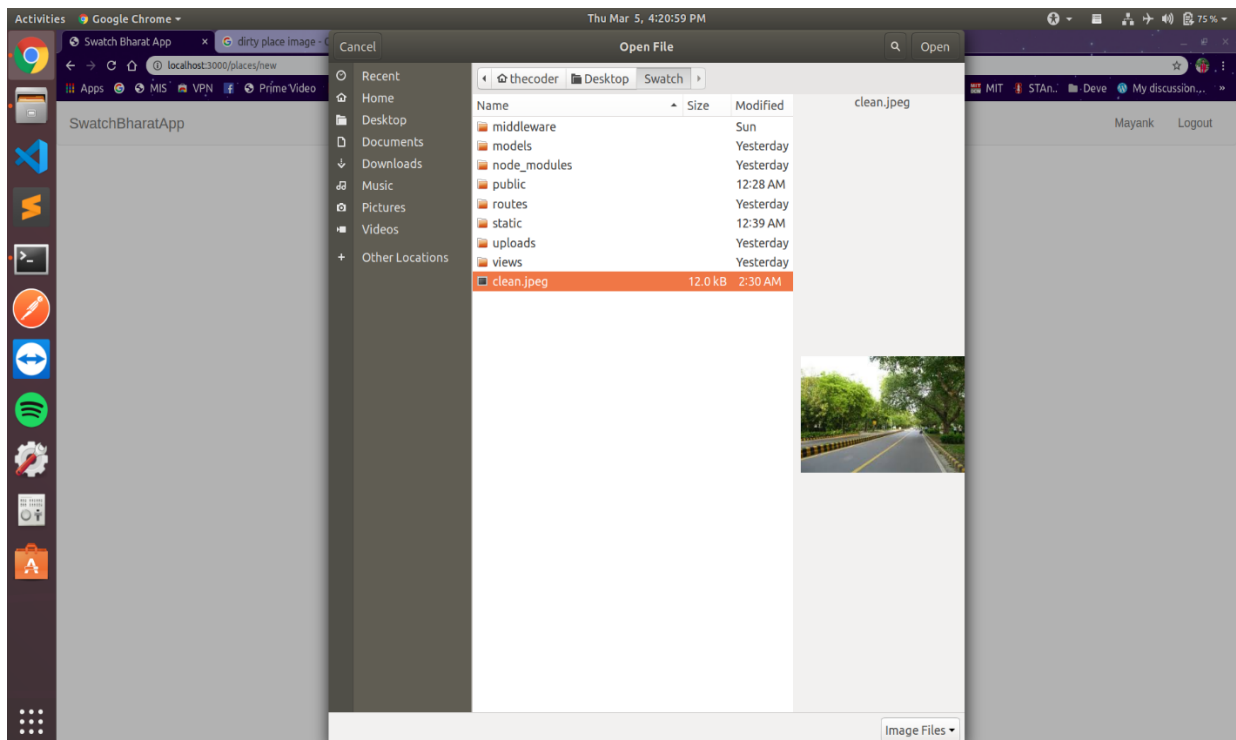 Activities Google Chrome Thu Mar 5, 4:20:59 PM 75 %
Swatch Bharat App × dirty place image - Cancel Open File Open
localhost:3000/places/new
Apps MIS VPN Prime Video MIT STAn.. Deve My discussion... »
SwatchBharatApp Mayank Logout
Recent
Home
Desktop
Documents
Downloads
Music
Pictures
Videos
+ Other Locations
thecoder Desktop Swatch
Name Size Modified
middleware Sun
models Yesterday
node_modules Yesterday
public 12:28 AM
routes Yesterday
static 12:39 AM
uploads Yesterday
views Yesterday
clean.jpeg 12.0 kB 2:30 AM
clean.jpeg
Image Files